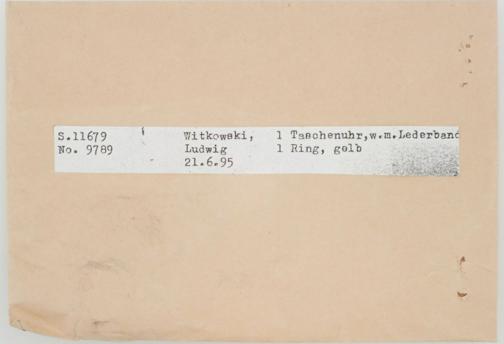 S.11679 Witkowski, 1 Taschenuhr,w.m.Lederband
No. 9789 Ludwig 1 Ring, gelb
21.6.95